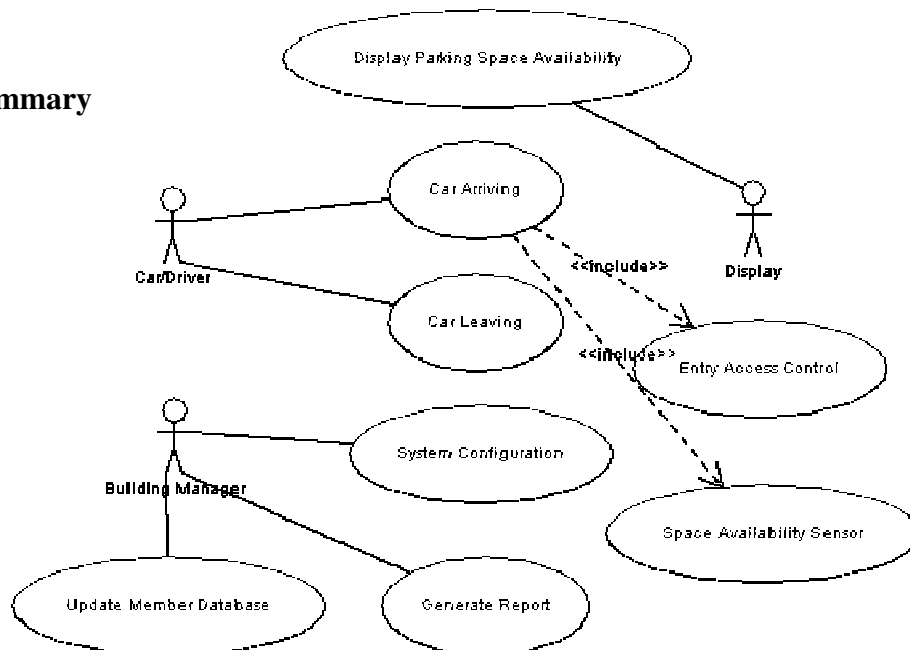 Display Parking Space Availability
mmary
Car Arriving
Car/Driver
<<include>>
Display
Car Leaving
<<include>>
Entry Access Control
System Configuration
Building Manager
Space Availability Sensor
Update Member Database
Generate Report